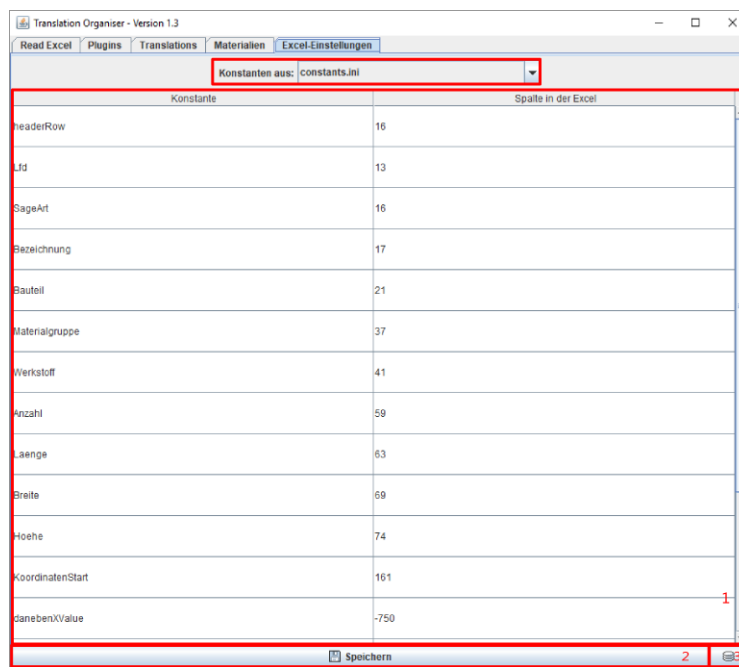 Translation Organiser - Version 1.3
Read Excel Plugins Translations Materialien Excel-Einstellungen
Konstanten aus: constants.ini
Konstante Spalte in der Excel
headerRow 16
Lfd 13
SageArt 16
Bezeichnung 17
Bauteil 21
Materialgruppe 37
Werkstoff 41
Anzahl 59
Laenge 63
Breite 69
Hoehe 74
KoordinatenStart 161
1
danebenXValue -750
Speichern 2 3